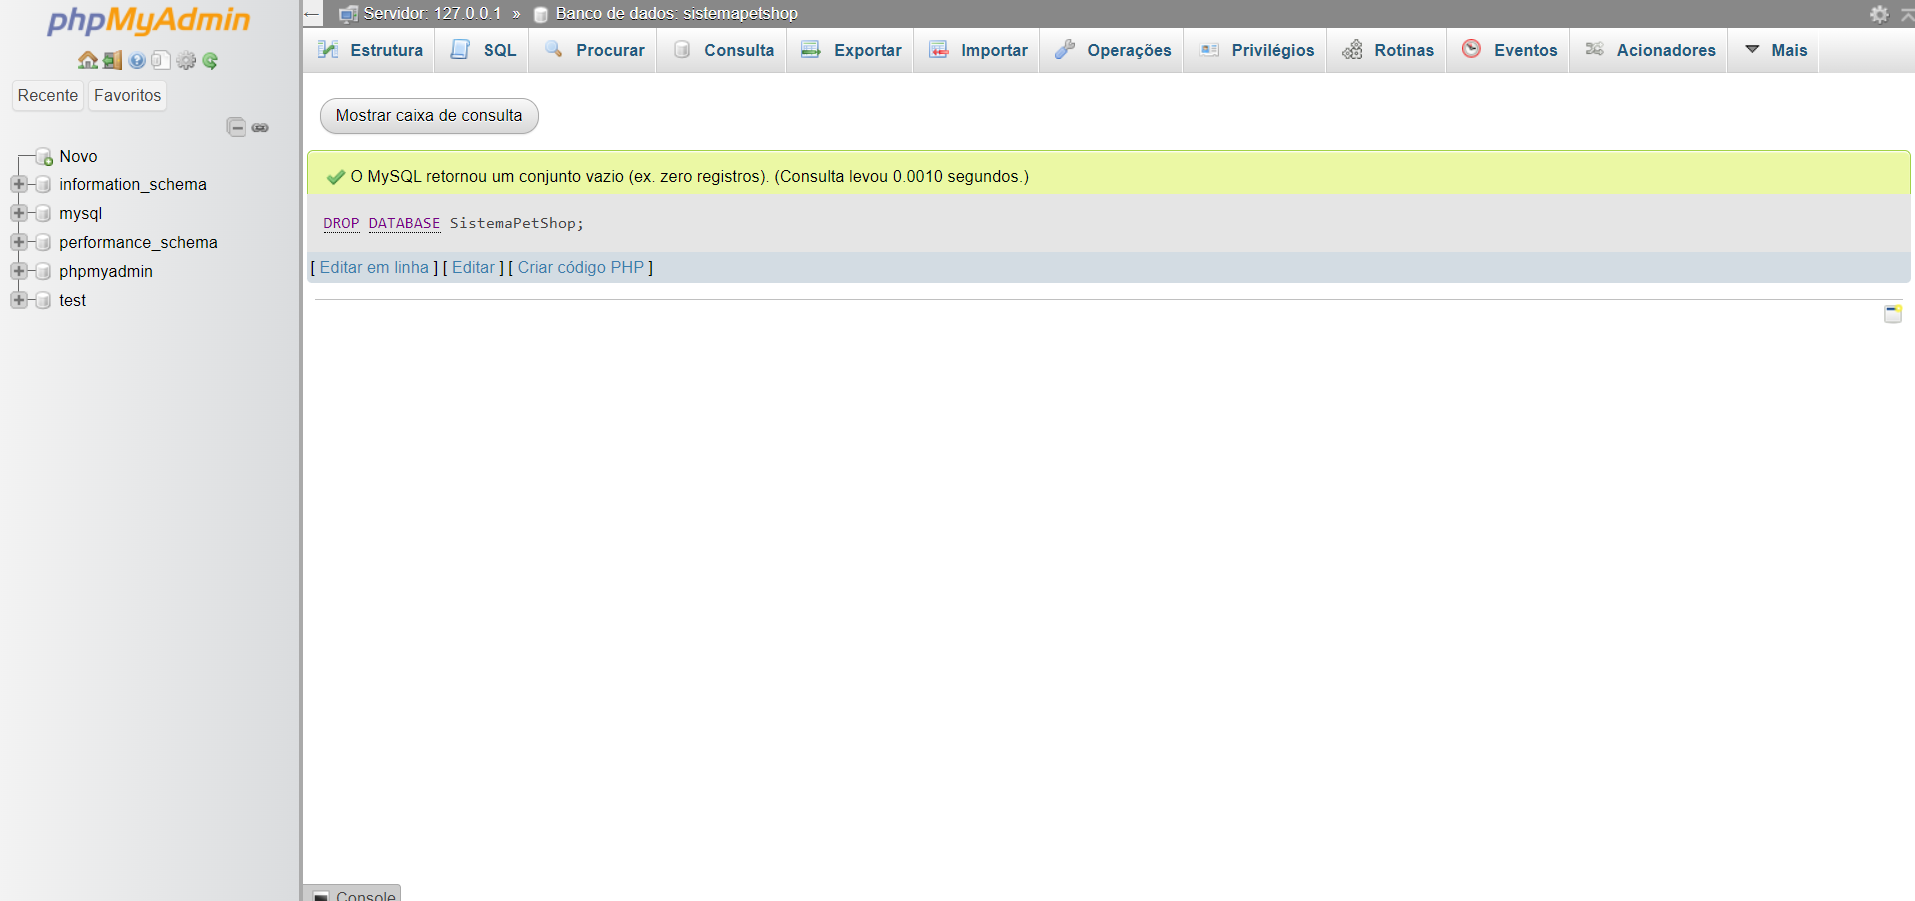 phpMyAdmin
Recente Favoritos
Novo
information_schema
mysql
performance_schema
phpmyadmin
test
← Servidor: 127.0.0.1 » Banco de dados: sistemapetshop
Estrutura SQL Procurar Consulta Exportar Importar Operações Privilégios Rotinas Eventos Acionadores Mais
Mostrar caixa de consulta
O MySQL retornou um conjunto vazio (ex. zero registros). (Consulta levou 0.0010 segundos.)
DROP DATABASE SistemaPetShop;
[ Editar em linha ] [ Editar ] [ Criar código PHP ]
Console